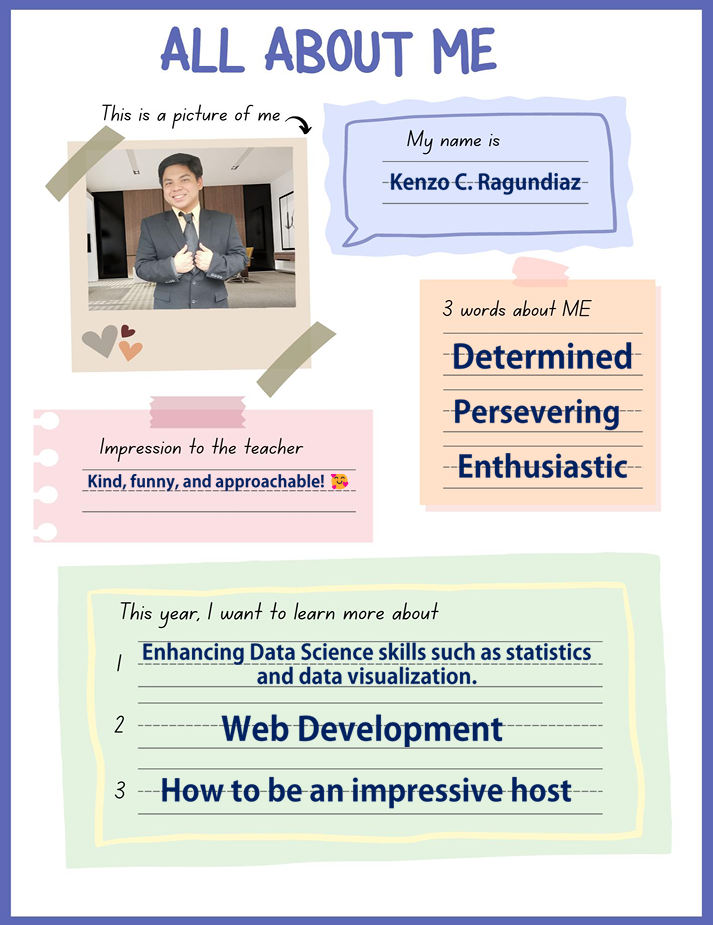 ALL ABOUT ME
This is a picture of me
My name is
Kenzo C. Ragundiaz
3 words about ME
Determined
Persevering
Enthusiastic
Impression to the teacher
Kind, funny, and approachable! 🥰
This year, I want to learn more about
1 Enhancing Data Science skills such as statistics
and data visualization.
2 Web Development
3 How to be an impressive host